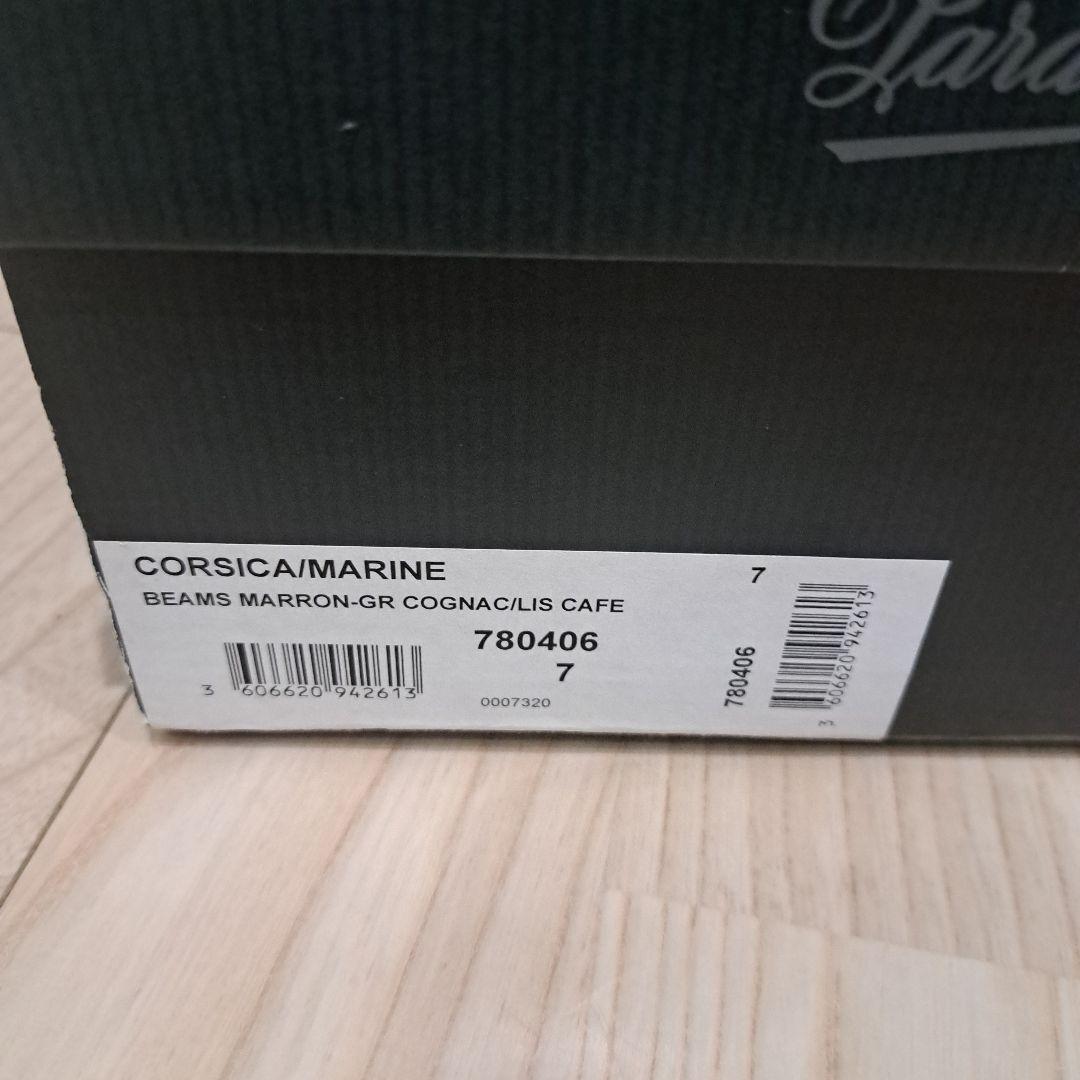 CORSICA/MARINE 7
BEAMS MARRON-GR COGNAC/LIS CAFE
780406
7
3 606620 942613
0007320
780406
3 606620 942613